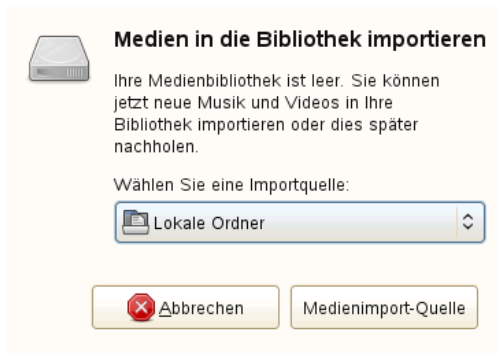 Medien in die Bibliothek importieren
Ihre Medienbibliothek ist leer. Sie können
jetzt neue Musik und Videos in Ihre
Bibliothek importieren oder dies später
nachholen.
Wählen Sie eine Importquelle:
Lokale Ordner
Abbrechen
Medienimport-Quelle